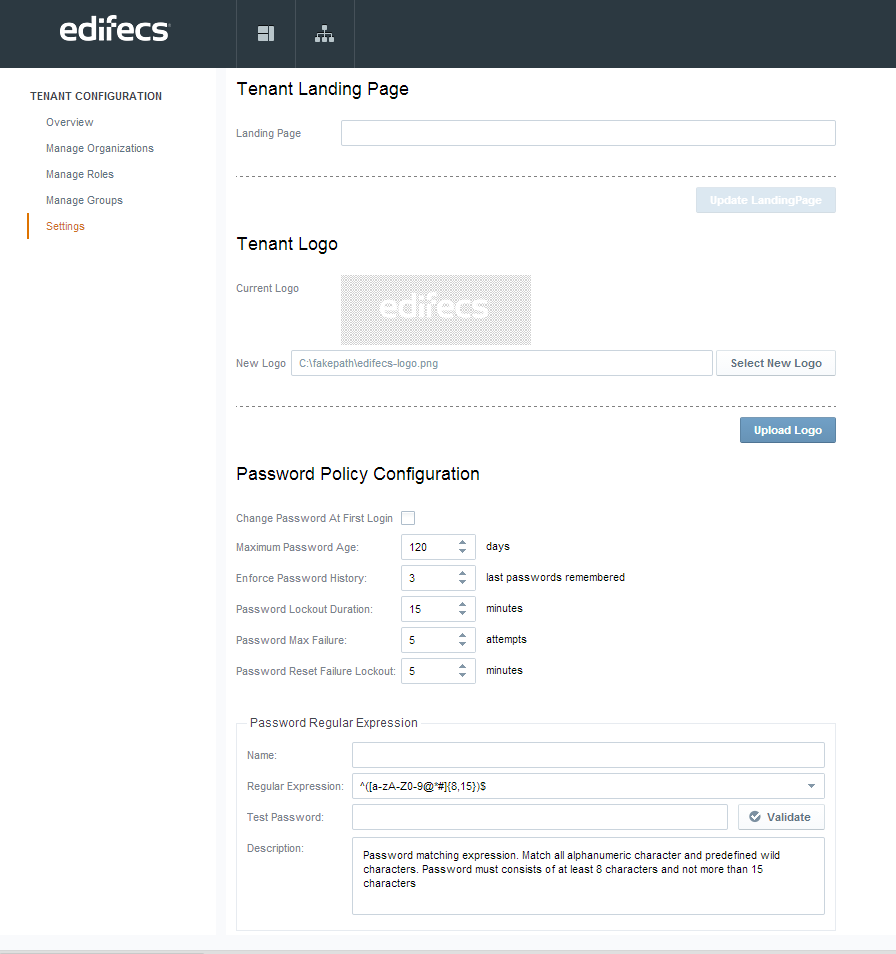 edifecs
TENANT CONFIGURATION
Overview
Manage Organizations
Manage Roles
Manage Groups
Settings
Tenant Landing Page
Landing Page
Update LandingPage
Tenant Logo
Current Logo
edifecs
New Logo C:\fakepath\edifecs-logo.png Select New Logo
Upload Logo
Password Policy Configuration
Change Password At First Login
Maximum Password Age: 120 days
Enforce Password History: 3 last passwords remembered
Password Lockout Duration: 15 minutes
Password Max Failure: 5 attempts
Password Reset Failure Lockout: 5 minutes
Password Regular Expression
Name:
Regular Expression: ^([a-zA-Z0-9@*#]{8,15})$
Test Password: Validate
Description: Password matching expression. Match all alphanumeric character and predefined wild
characters. Password must consists of at least 8 characters and not more than 15
characters